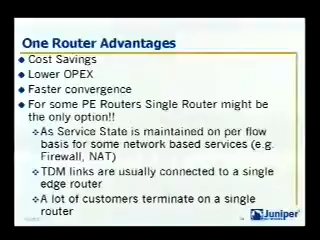 One Router Advantages
Cost Savings
Lower OPEX
Faster convergence
For some PE Routers Single Router might be
the only option!!
As Service State is maintained on per flow
basis for some network based services (e.g.
Firewall, NAT)
TDM links are usually connected to a single
edge router
A lot of customers terminate on a single
router
Juniper